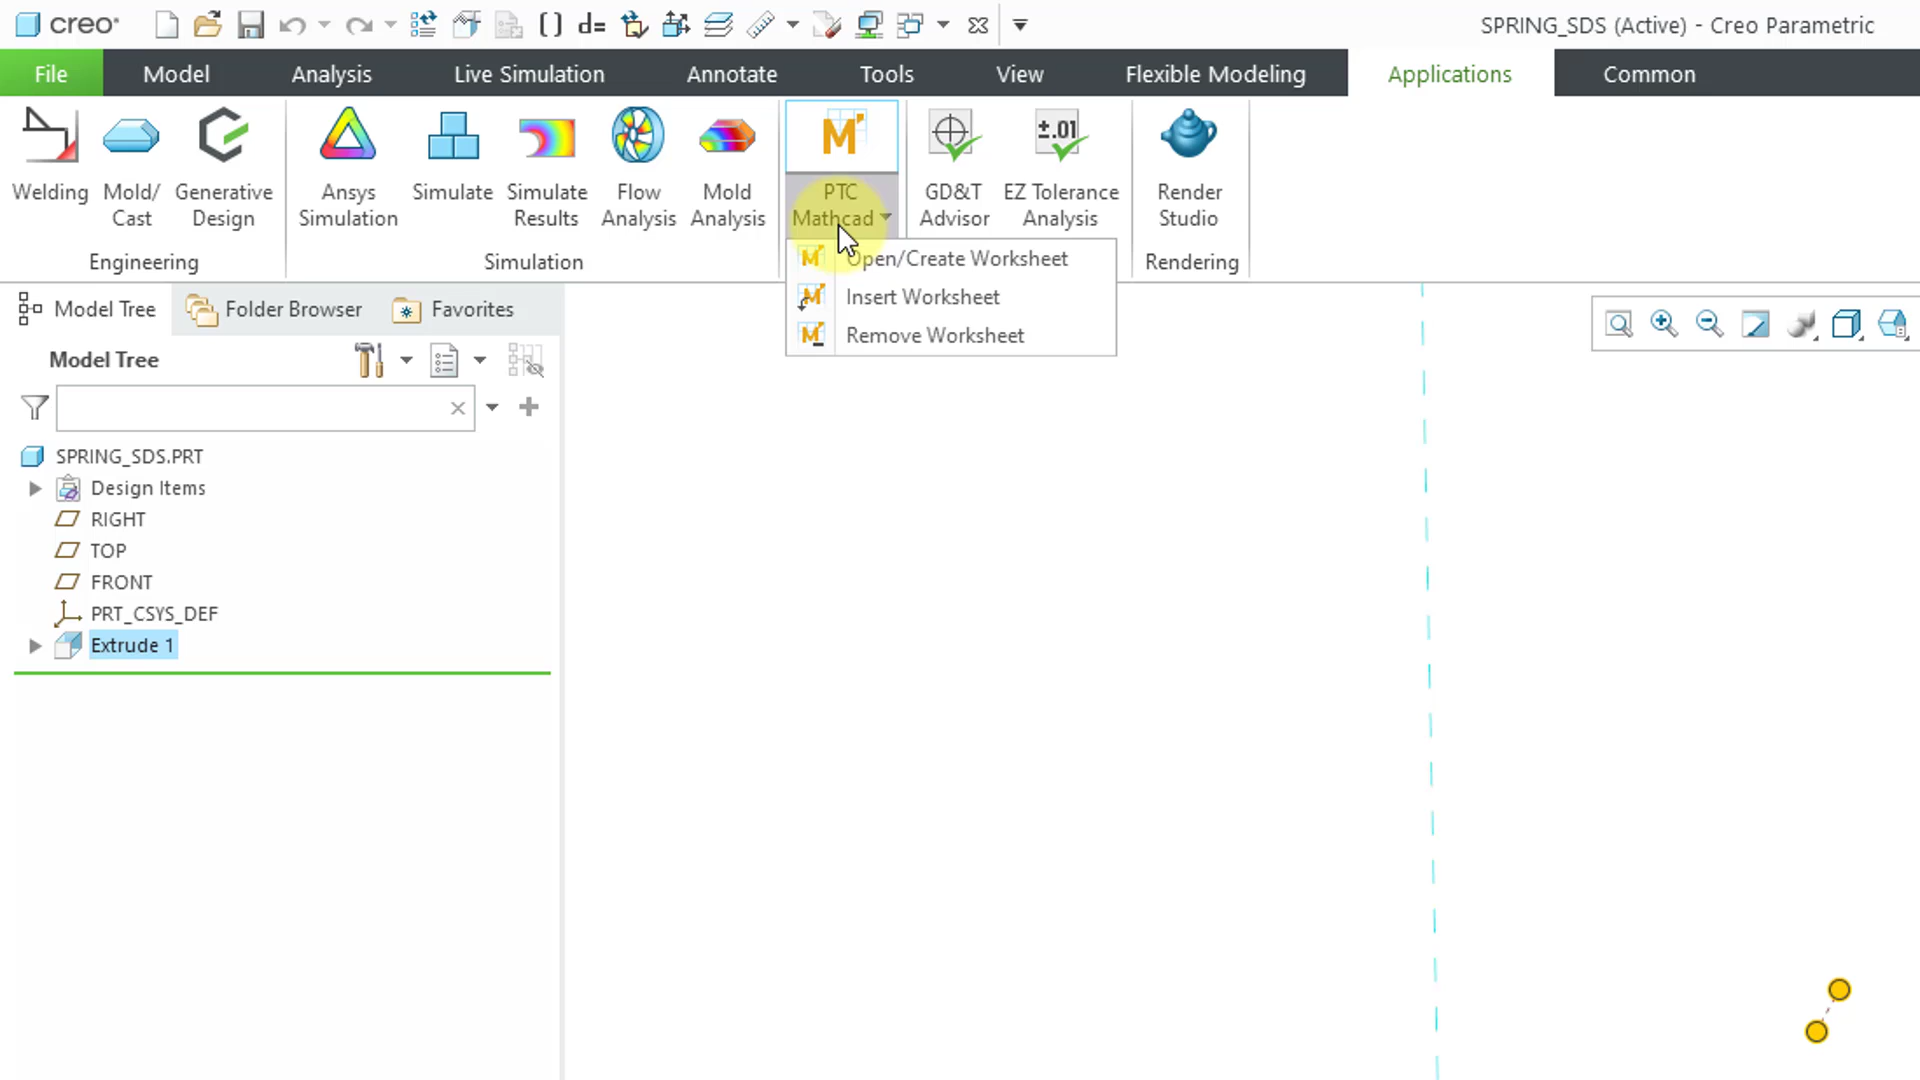 creo®
d=
SPRING_SDS (Active) - Creo Parametric
File
Model
Analysis
Live Simulation
Annotate
Tools
View
Flexible Modeling
Applications
Common
Welding
Mold/
Cast
Generative
Design
Ansys
Simulation
Simulate
Simulate
Results
Flow
Analysis
Mold
Analysis
PTC
Mathcad
GD&T
Advisor
±.01
EZ Tolerance
Analysis
Render
Studio
Engineering
Simulation
Rendering
Open/Create Worksheet
Insert Worksheet
Remove Worksheet
Model Tree
Folder Browser
Favorites
Model Tree
SPRING_SDS.PRT
Design Items
RIGHT
TOP
FRONT
PRT_CSYS_DEF
Extrude 1